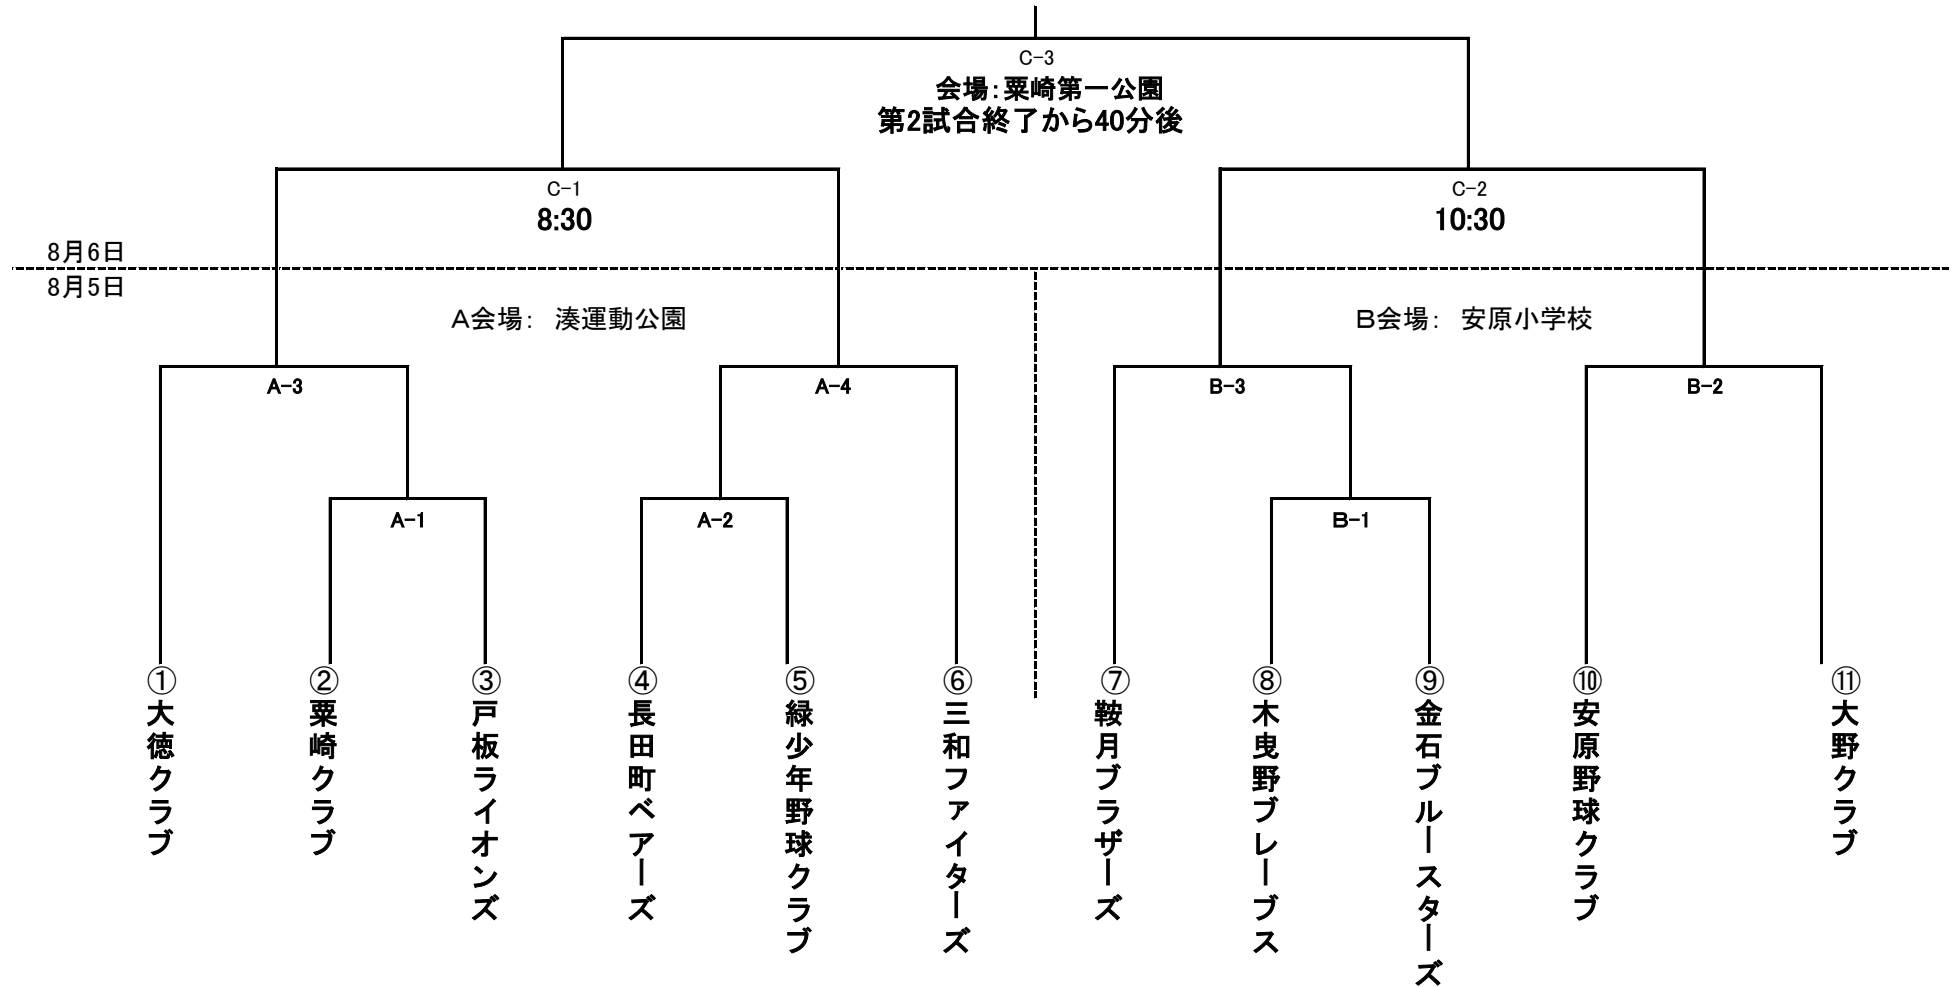 C-3
会場：粟崎第一公園
第2試合終了から40分後
C-1
8:30
C-2
10:30
8月6日
8月5日
A会場：　湊運動公園
B会場：　安原小学校
A-3
A-4
B-3
B-2
A-1
A-2
B-1
①大徳クラブ
②粟崎クラブ
③戸板ライオンズ
④長田町ベアーズ
⑤緑少年野球クラブ
⑥三和ファイターズ
⑦鞍月ブラザーズ
⑧木曳野ブレーブス
⑨金石ブルースターズ
⑩安原野球クラブ
⑪大野クラブ